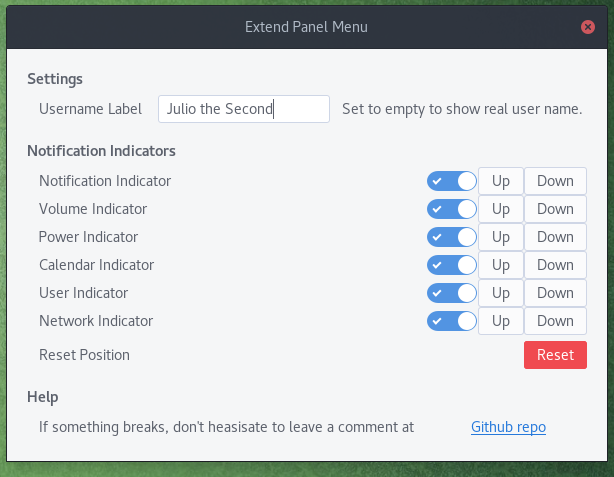 Extend Panel Menu
Settings
Username Label Julio the Second Set to empty to show real user name.
Notification Indicators
Notification Indicator Up Down
Volume Indicator Up Down
Power Indicator Up Down
Calendar Indicator Up Down
User Indicator Up Down
Network Indicator Up Down
Reset Position Reset
Help
If something breaks, don't heasisate to leave a comment at Github repo